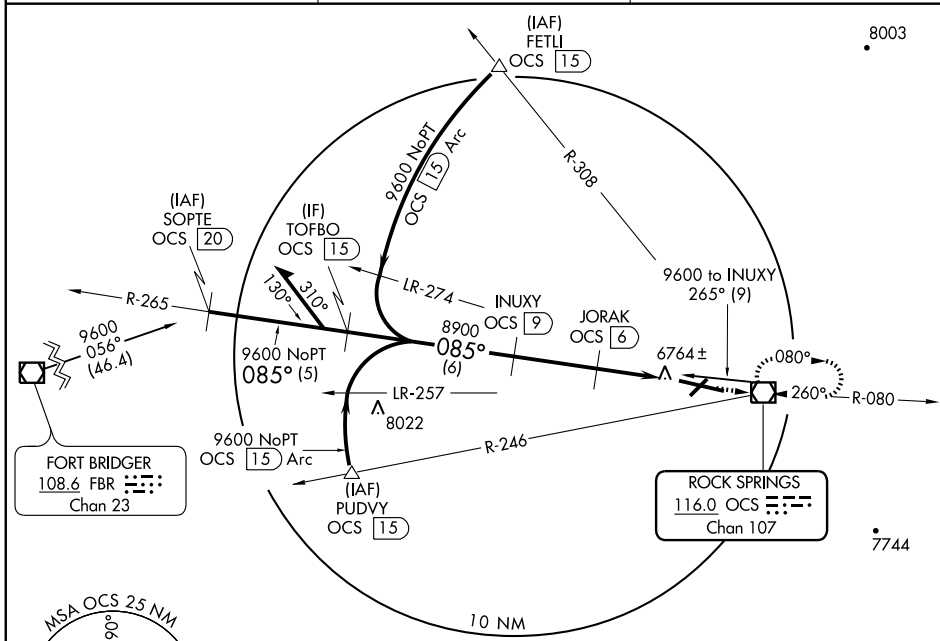 (IAF)
FETLI
OCS 15
8003
9600 NoPT
OCS 15 Arc
R-308
(IAF)
SOPTE
OCS 20
(IF)
TOFBO
OCS 15
9600 to INUXY
265° (9)
R-265
310°
130°
LR-274
INUXY
OCS 9
JORAK
OCS 6
9600
056°
(46.4)
8900
085°
(6)
6764±
080°
9600 NoPT
085° (5)
LR-257
8022
260°
R-080
R-246
9600 NoPT
OCS 15 Arc
FORT BRIDGER
108.6 FBR
Chan 23
(IAF)
PUDVY
OCS 15
ROCK SPRINGS
116.0 OCS
Chan 107
7744
MSA OCS 25 NM
10 NM